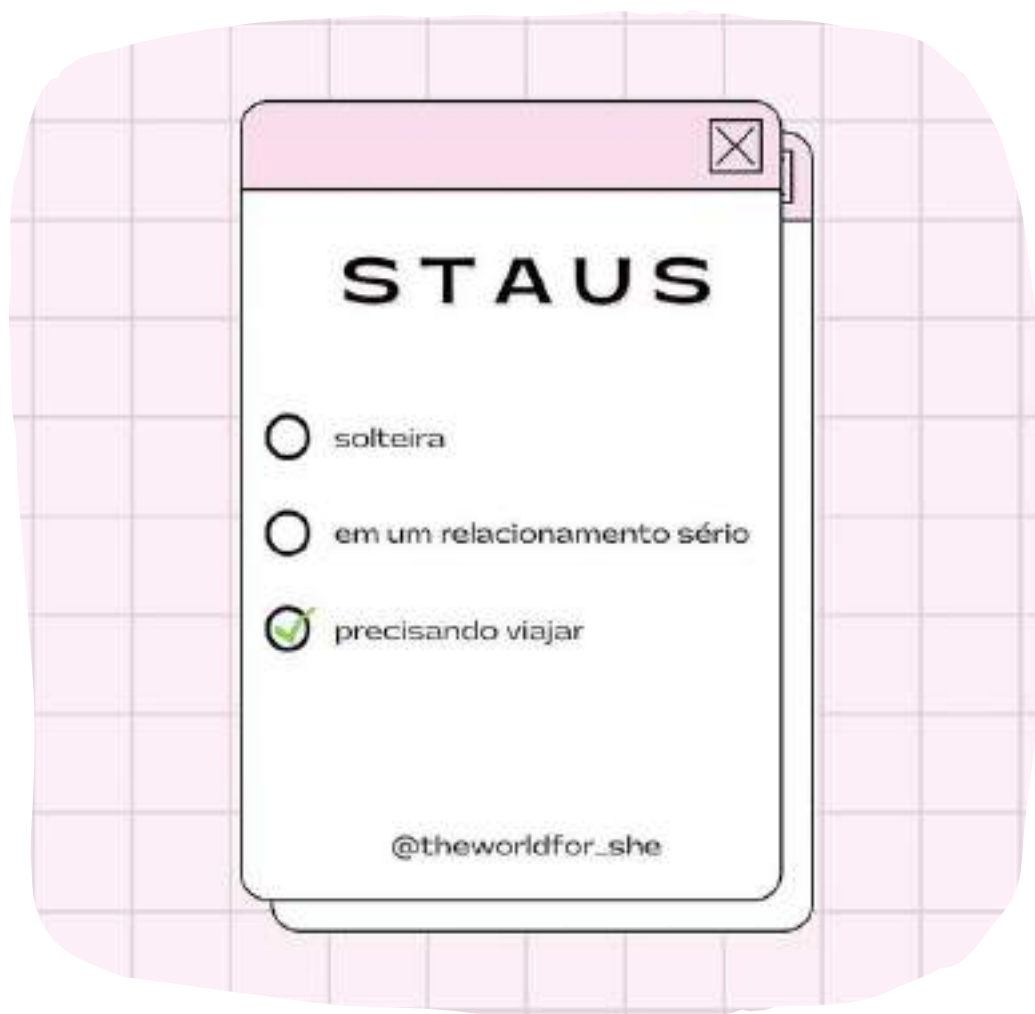 STAUS
solteira
em um relacionamento sério
precisando viajar
@theworldfor_she